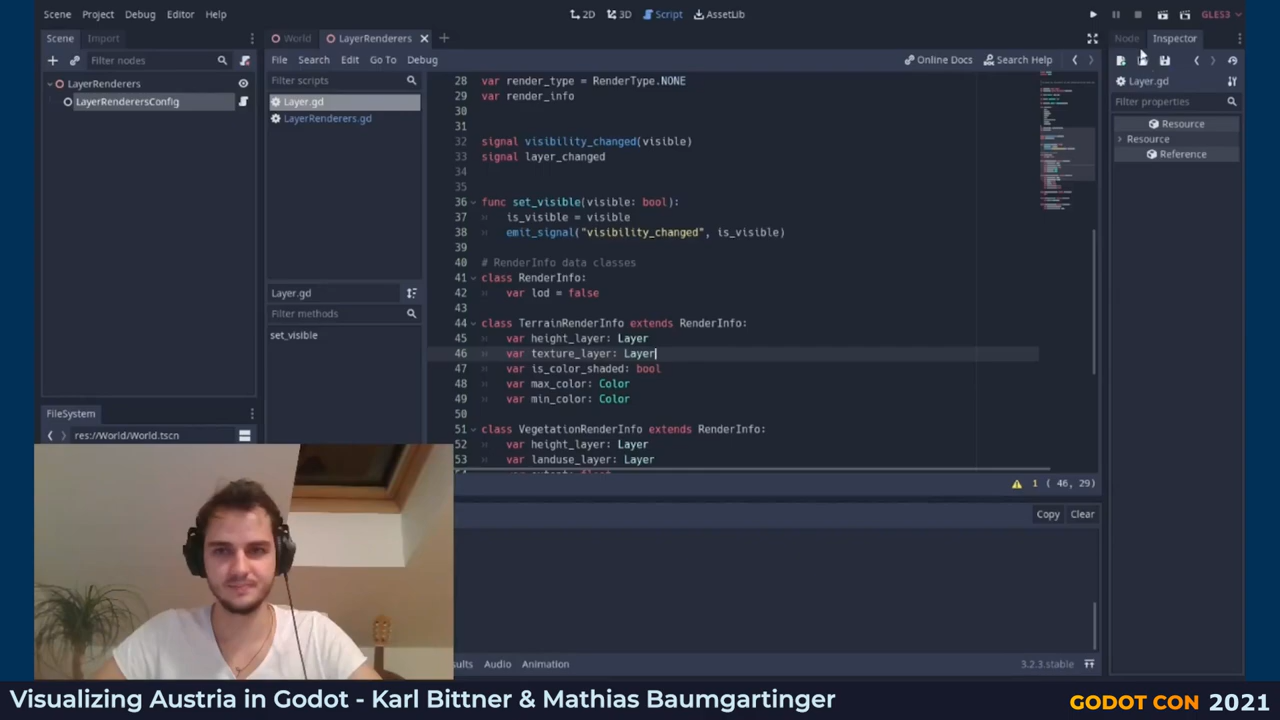 Scene Project Debug Editor Help
2D 3D Script AssetLib
GLES3
Scene Import
World LayerRenderers
Node Inspector
Filter nodes
File Search Edit Go To Debug
Online Docs Search Help
LayerRenderers
LayerRenderersConfig
Filter scripts
Layer.gd
LayerRenderers.gd
Layer.gd
Filter methods
set_visible
28 var render_type = RenderType.NONE
29 var render_info
30
31
32 signal visibility_changed(visible)
33 signal layer_changed
34
35
36 func set_visible(visible: bool):
37 is_visible = visible
38 emit_signal("visibility_changed", is_visible)
39
40 # RenderInfo data classes
41 class RenderInfo:
42 var lod = false
43
44 class TerrainRenderInfo extends RenderInfo:
45 var height_layer: Layer
46 var texture_layer: Layer
47 var is_color_shaded: bool
48 var max_color: Color
49 var min_color: Color
50
51 class VegetationRenderInfo extends RenderInfo:
52 var height_layer: Layer
53 var landuse_layer: Layer
1 ( 46, 29)
Layer.gd
Filter properties
Resource
Resource
Reference
FileSystem
res://World/World.tscn
Copy Clear
Audio Animation
3.2.3.stable
Visualizing Austria in Godot - Karl Bittner & Mathias Baumgartinger
GODOT CON 2021